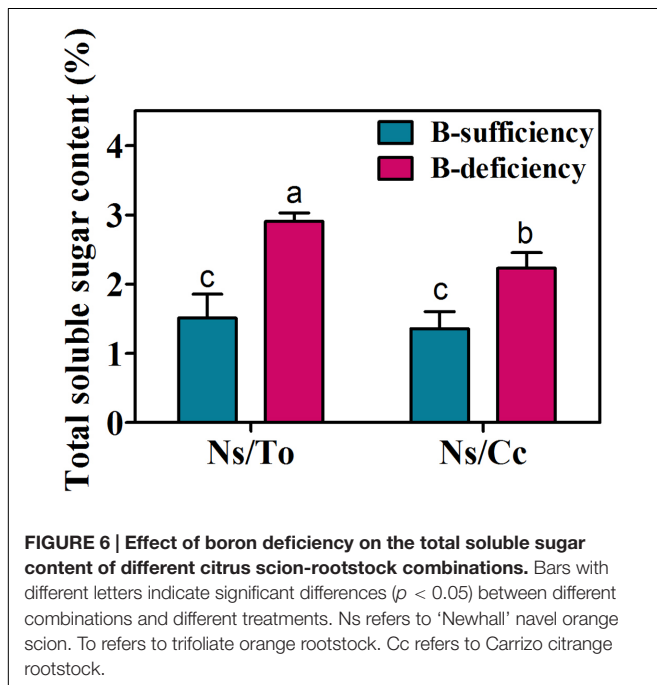 Total soluble sugar content (%)
4
3
2
1
0
B-sufficiency
B-deficiency
c
a
c
b
Ns/To
Ns/Cc
FIGURE 6 | Effect of boron deficiency on the total soluble sugar
content of different citrus scion-rootstock combinations. Bars with
different letters indicate significant differences (p < 0.05) between different
combinations and different treatments. Ns refers to ‘Newhall’ navel orange
scion. To refers to trifoliate orange rootstock. Cc refers to Carrizo citrange
rootstock.